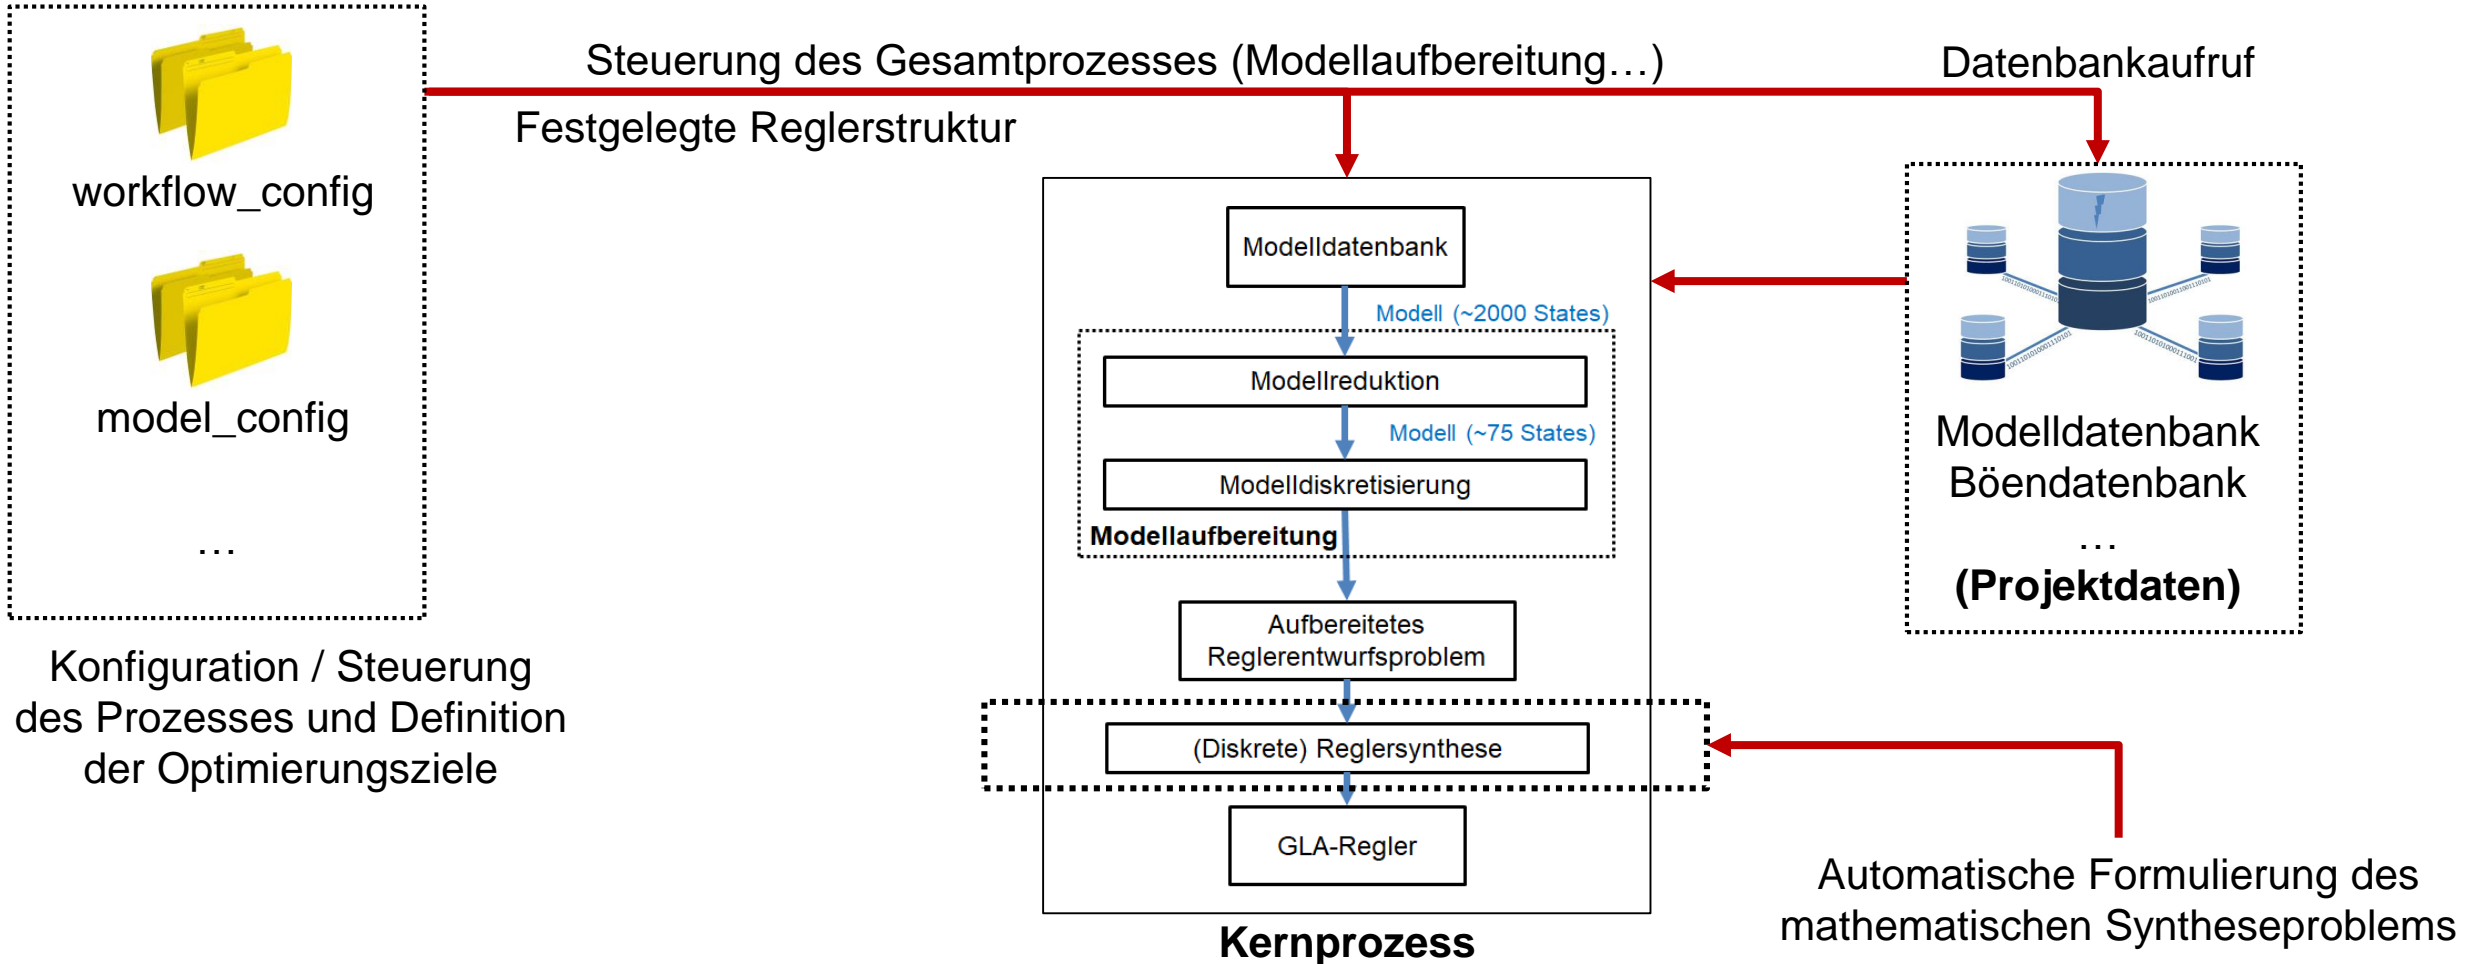 Steuerung des Gesamtprozesses (Modellaufbereitung…)
Datenbankaufruf
Festgelegte Reglerstruktur
workflow_config
model_config
…
Konfiguration / Steuerung
des Prozesses und Definition
der Optimierungsziele
Modelldatenbank
Modell (~2000 States)
Modellreduktion
Modell (~75 States)
Modelldiskretisierung
Modellaufbereitung
Aufbereitetes
Reglerentwurfsproblem
(Diskrete) Reglersynthese
GLA-Regler
Kernprozess
Modelldatenbank
Böendatenbank
…
(Projektdaten)
Automatische Formulierung des
mathematischen Syntheseproblems